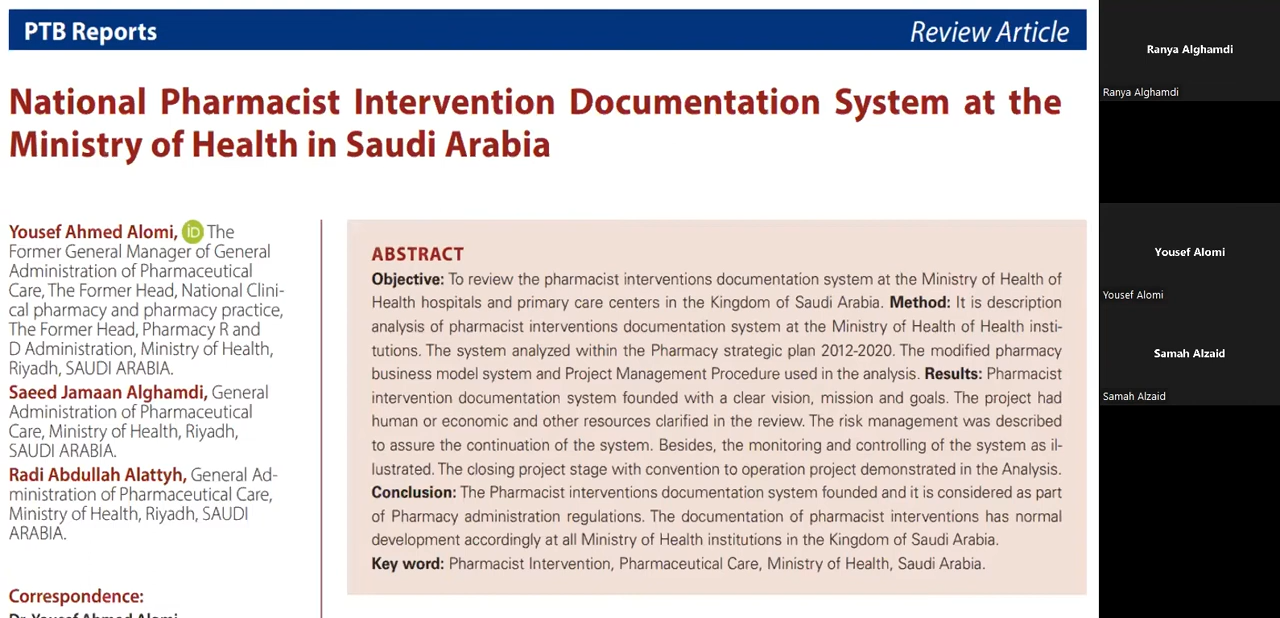 PTB Reports
Review Article
National Pharmacist Intervention Documentation System at the
Ministry of Health in Saudi Arabia
Yousef Ahmed Alomi, iD The
Former General Manager of General
Administration of Pharmaceutical
Care, The Former Head, National Clini-
cal pharmacy and pharmacy practice,
The Former Head, Pharmacy R and
D Administration, Ministry of Health,
Riyadh, SAUDI ARABIA.
Saeed Jamaan Alghamdi, General
Administration of Pharmaceutical
Care, Ministry of Health, Riyadh,
SAUDI ARABIA.
Radi Abdullah Alattyh, General Ad-
ministration of Pharmaceutical Care,
Ministry of Health, Riyadh, SAUDI
ARABIA.
Correspondence:
Dr. Yousef Ahmed Alomi
ABSTRACT
Objective: To review the pharmacist interventions documentation system at the Ministry of Health of
Health hospitals and primary care centers in the Kingdom of Saudi Arabia. Method: It is description
analysis of pharmacist interventions documentation system at the Ministry of Health of Health insti-
tutions. The system analyzed within the Pharmacy strategic plan 2012-2020. The modified pharmacy
business model system and Project Management Procedure used in the analysis. Results: Pharmacist
intervention documentation system founded with a clear vision, mission and goals. The project had
human or economic and other resources clarified in the review. The risk management was described
to assure the continuation of the system. Besides, the monitoring and controlling of the system as il-
lustrated. The closing project stage with convention to operation project demonstrated in the Analysis.
Conclusion: The Pharmacist interventions documentation system founded and it is considered as part
of Pharmacy administration regulations. The documentation of pharmacist interventions has normal
development accordingly at all Ministry of Health institutions in the Kingdom of Saudi Arabia.
Key word: Pharmacist Intervention, Pharmaceutical Care, Ministry of Health, Saudi Arabia.
Ranya Alghamdi
Ranya Alghamdi
Yousef Alomi
Yousef Alomi
Samah Alzaid
Samah Alzaid